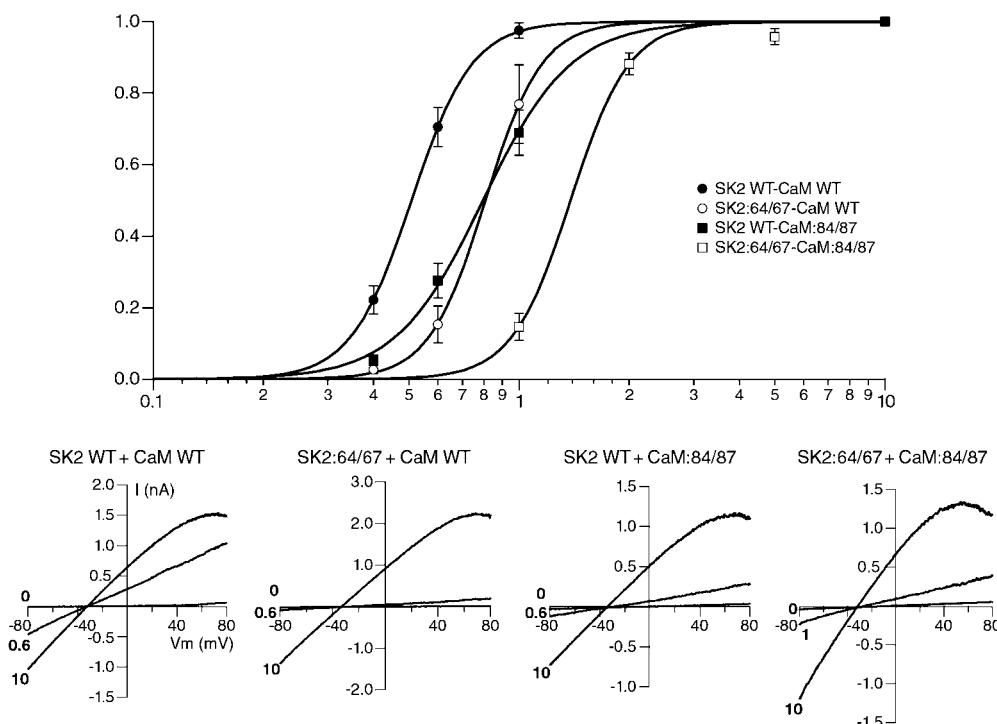 1.0
0.8
0.6
0.4
0.2
0.0
SK2 WT-CaM WT
SK2:64/67-CaM WT
SK2 WT-CaM:84/87
SK2:64/67-CaM:84/87
0.1 2 3 4 5 6 7 8 9 1 2 3 4 5 6 7 8 9 10
SK2 WT + CaM WT
2.0
I (nA)
1.5
1.0
0.5
0
-80 -40 40 80
0.6
Vm (mV)
-0.5
-1.0
10
-1.5
SK2:64/67 + CaM WT
3.0
2.0
1.0
0
0.6
-80 -40 40 80
-1.0
10
-2.0
SK2 WT + CaM:84/87
1.5
1.0
0.5
0
0.6
-80 -40 40 80
-0.5
10
-1.0
SK2:64/67 + CaM:84/87
1.5
1.0
0.5
0
1
-80 -40 40 80
-0.5
-1.0
10
-1.5